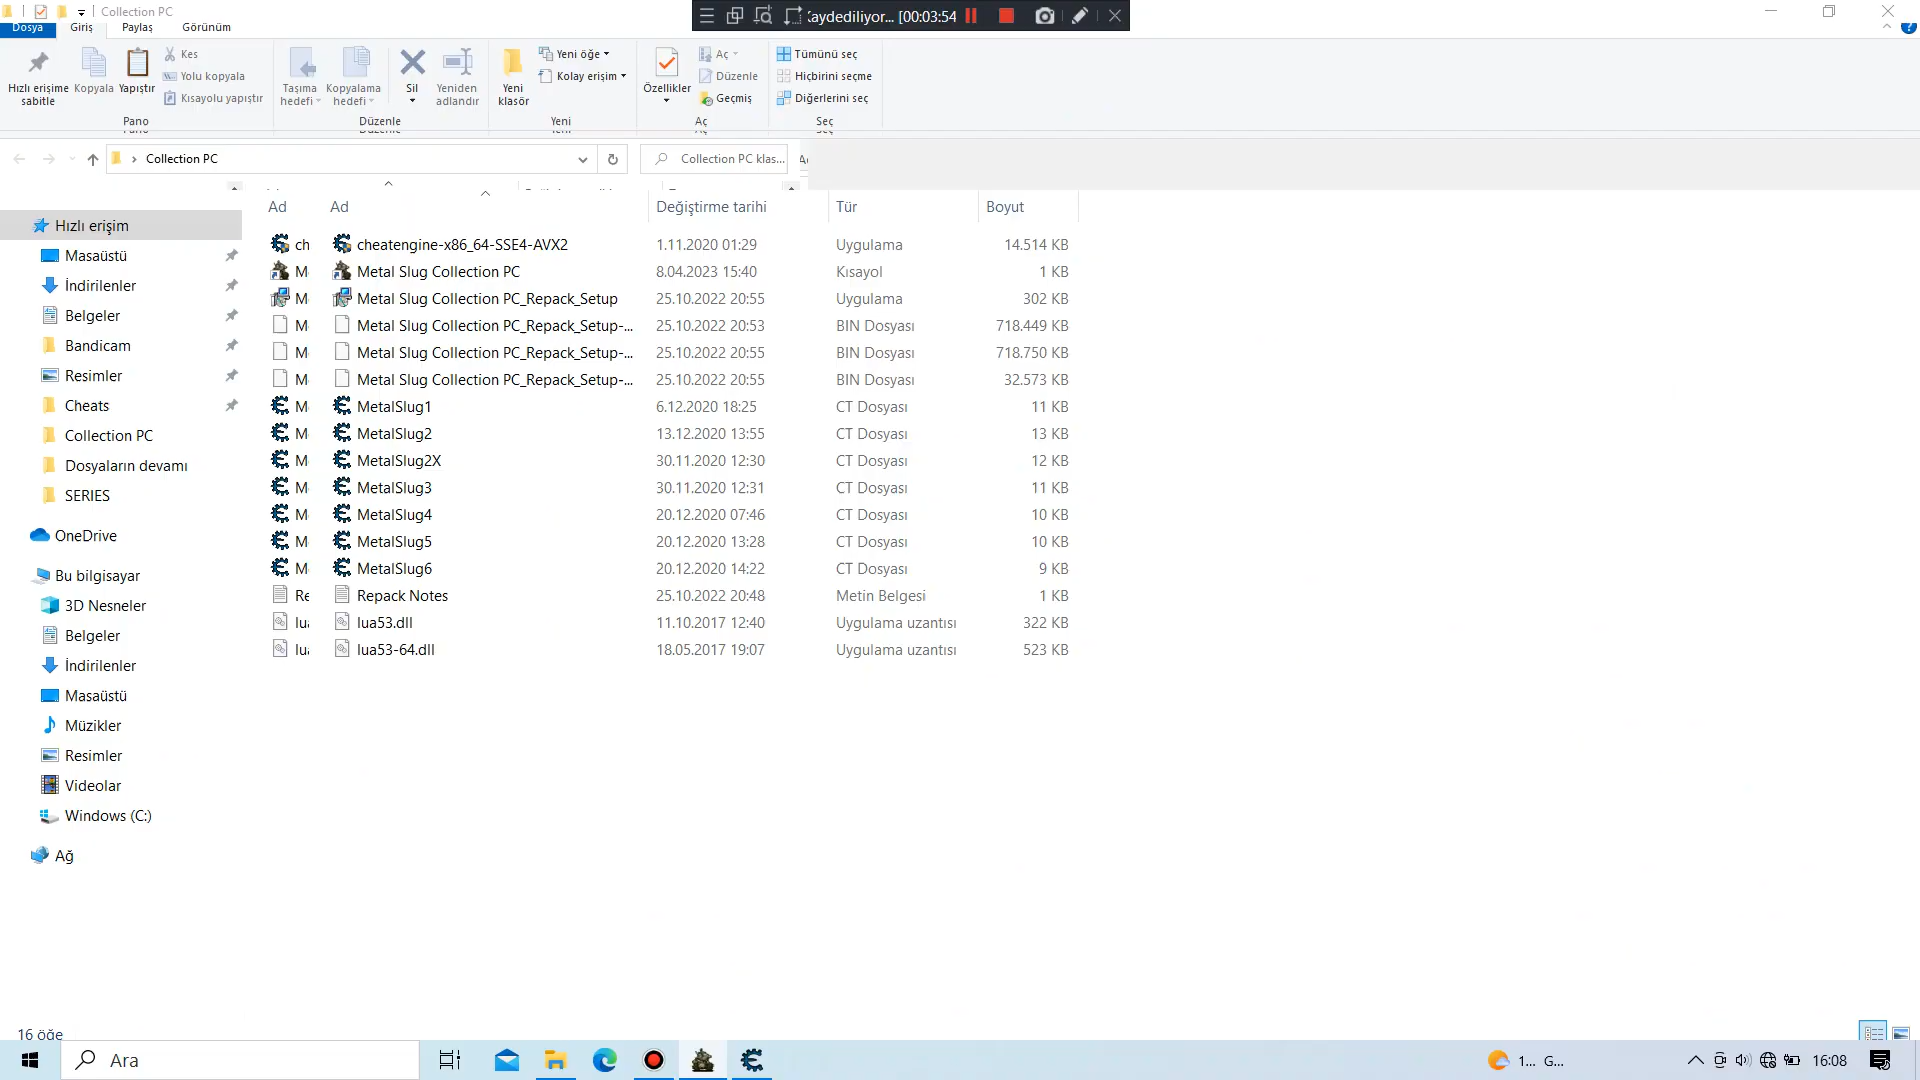 Collection PC
Kaydediliyor... [00:03:54
Dosya
Giriş
Paylaş
Görünüm
Hızlı erişime
sabitle
Kopyala
Yapıştır
Kes
Yolu kopyala
Kısayolu yapıştır
Pano
Taşıma
hedefi
Kopyalama
hedefi
Sil
Yeniden
adlandır
Düzenle
Yeni
klasör
Yeni öğe
Kolay erişim
Yeni
Özellikler
Aç
Düzenle
Geçmiş
Aç
Tümünü seç
Hiçbirini seçme
Diğerlerini seç
Seç
Collection PC
Collection PC klas...
Ad
Ad
Değiştirme tarihi
Tür
Boyut
ch cheatengine-x86_64-SSE4-AVX2 1.11.2020 01:29 Uygulama 14.514 KB
Metal Slug Collection PC 8.04.2023 15:40 Kısayol 1 KB
Metal Slug Collection PC_Repack_Setup 25.10.2022 20:55 Uygulama 302 KB
Metal Slug Collection PC_Repack_Setup-... 25.10.2022 20:53 BIN Dosyası 718.449 KB
Metal Slug Collection PC_Repack_Setup-... 25.10.2022 20:55 BIN Dosyası 718.750 KB
Metal Slug Collection PC_Repack_Setup-... 25.10.2022 20:55 BIN Dosyası 32.573 KB
MetalSlug1 6.12.2020 18:25 CT Dosyası 11 KB
MetalSlug2 13.12.2020 13:55 CT Dosyası 13 KB
MetalSlug2X 30.11.2020 12:30 CT Dosyası 12 KB
MetalSlug3 30.11.2020 12:31 CT Dosyası 11 KB
MetalSlug4 20.12.2020 07:46 CT Dosyası 10 KB
MetalSlug5 20.12.2020 13:28 CT Dosyası 10 KB
MetalSlug6 20.12.2020 14:22 CT Dosyası 9 KB
Repack Notes 25.10.2022 20:48 Metin Belgesi 1 KB
lua53.dll 11.10.2017 12:40 Uygulama uzantısı 322 KB
lua53-64.dll 18.05.2017 19:07 Uygulama uzantısı 523 KB
Hızlı erişim
Masaüstü
İndirilenler
Belgeler
Bandicam
Resimler
Cheats
Collection PC
Dosyaların devamı
SERIES
OneDrive
Bu bilgisayar
3D Nesneler
Belgeler
İndirilenler
Masaüstü
Müzikler
Resimler
Videolar
Windows (C:)
Ağ
16 öğe
Ara
1... G...
16:08